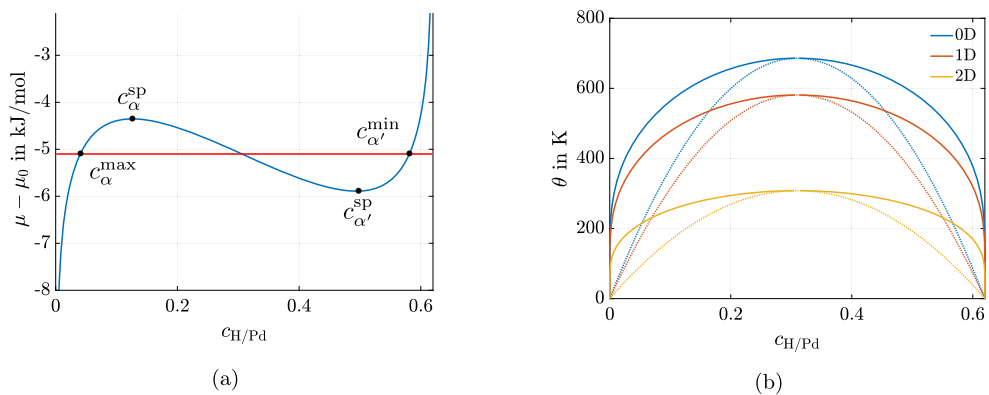 -3
-4
-5
-6
-7
-8
0
0.2
0.4
0.6
μ − μ₀ in kJ/mol
c_α^sp
c_α^max
c_α′^min
c_α′^sp
c_H/Pd
(a)
800
600
400
200
0
0
0.2
0.4
0.6
θ in K
0D
1D
2D
c_H/Pd
(b)